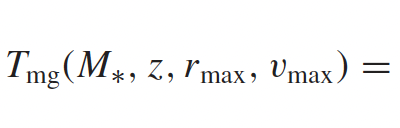 T_mg(M_*, z, r_max, v_max) =